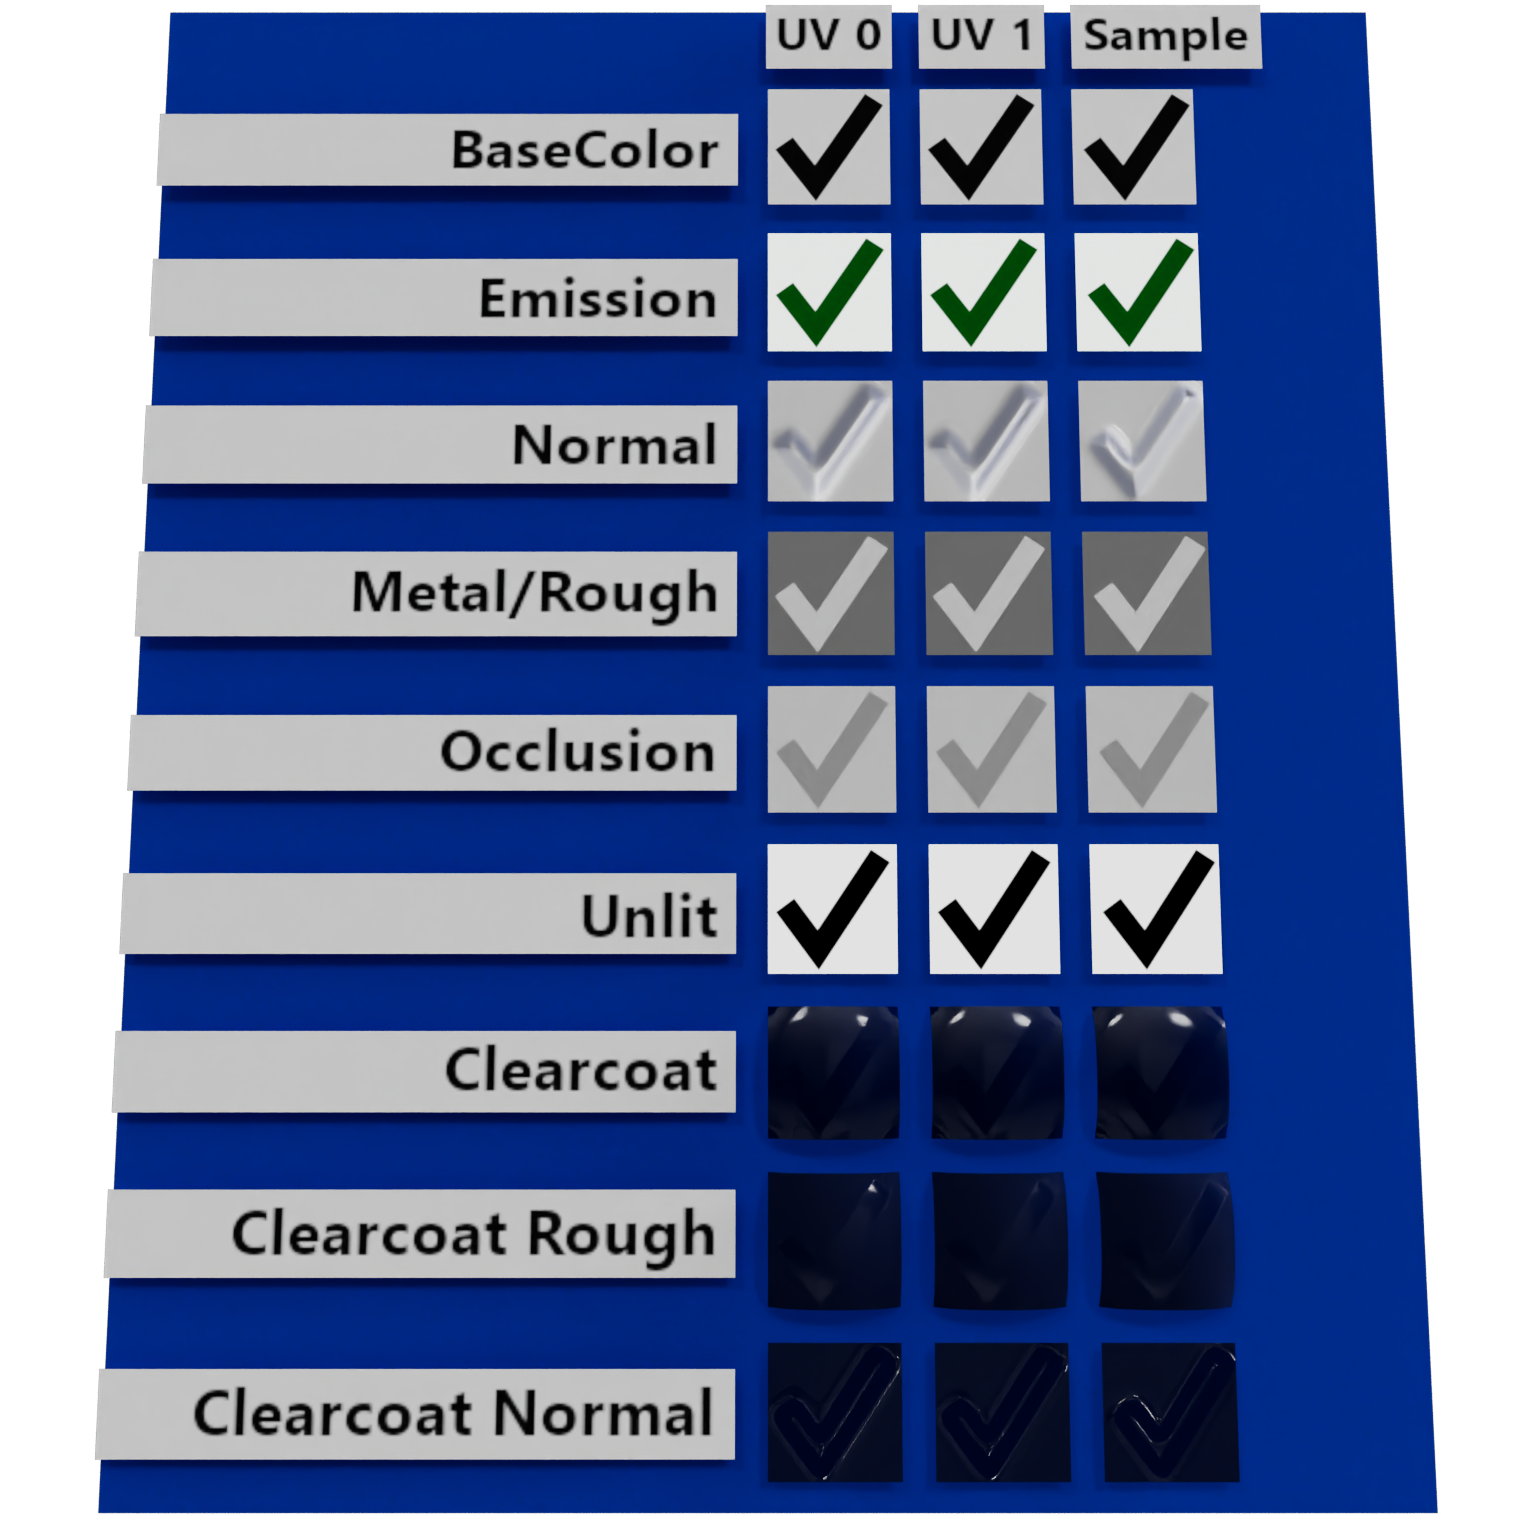 UV 0 UV 1 Sample
BaseColor
Emission
Normal
Metal/Rough
Occlusion
Unlit
Clearcoat
Clearcoat Rough
Clearcoat Normal